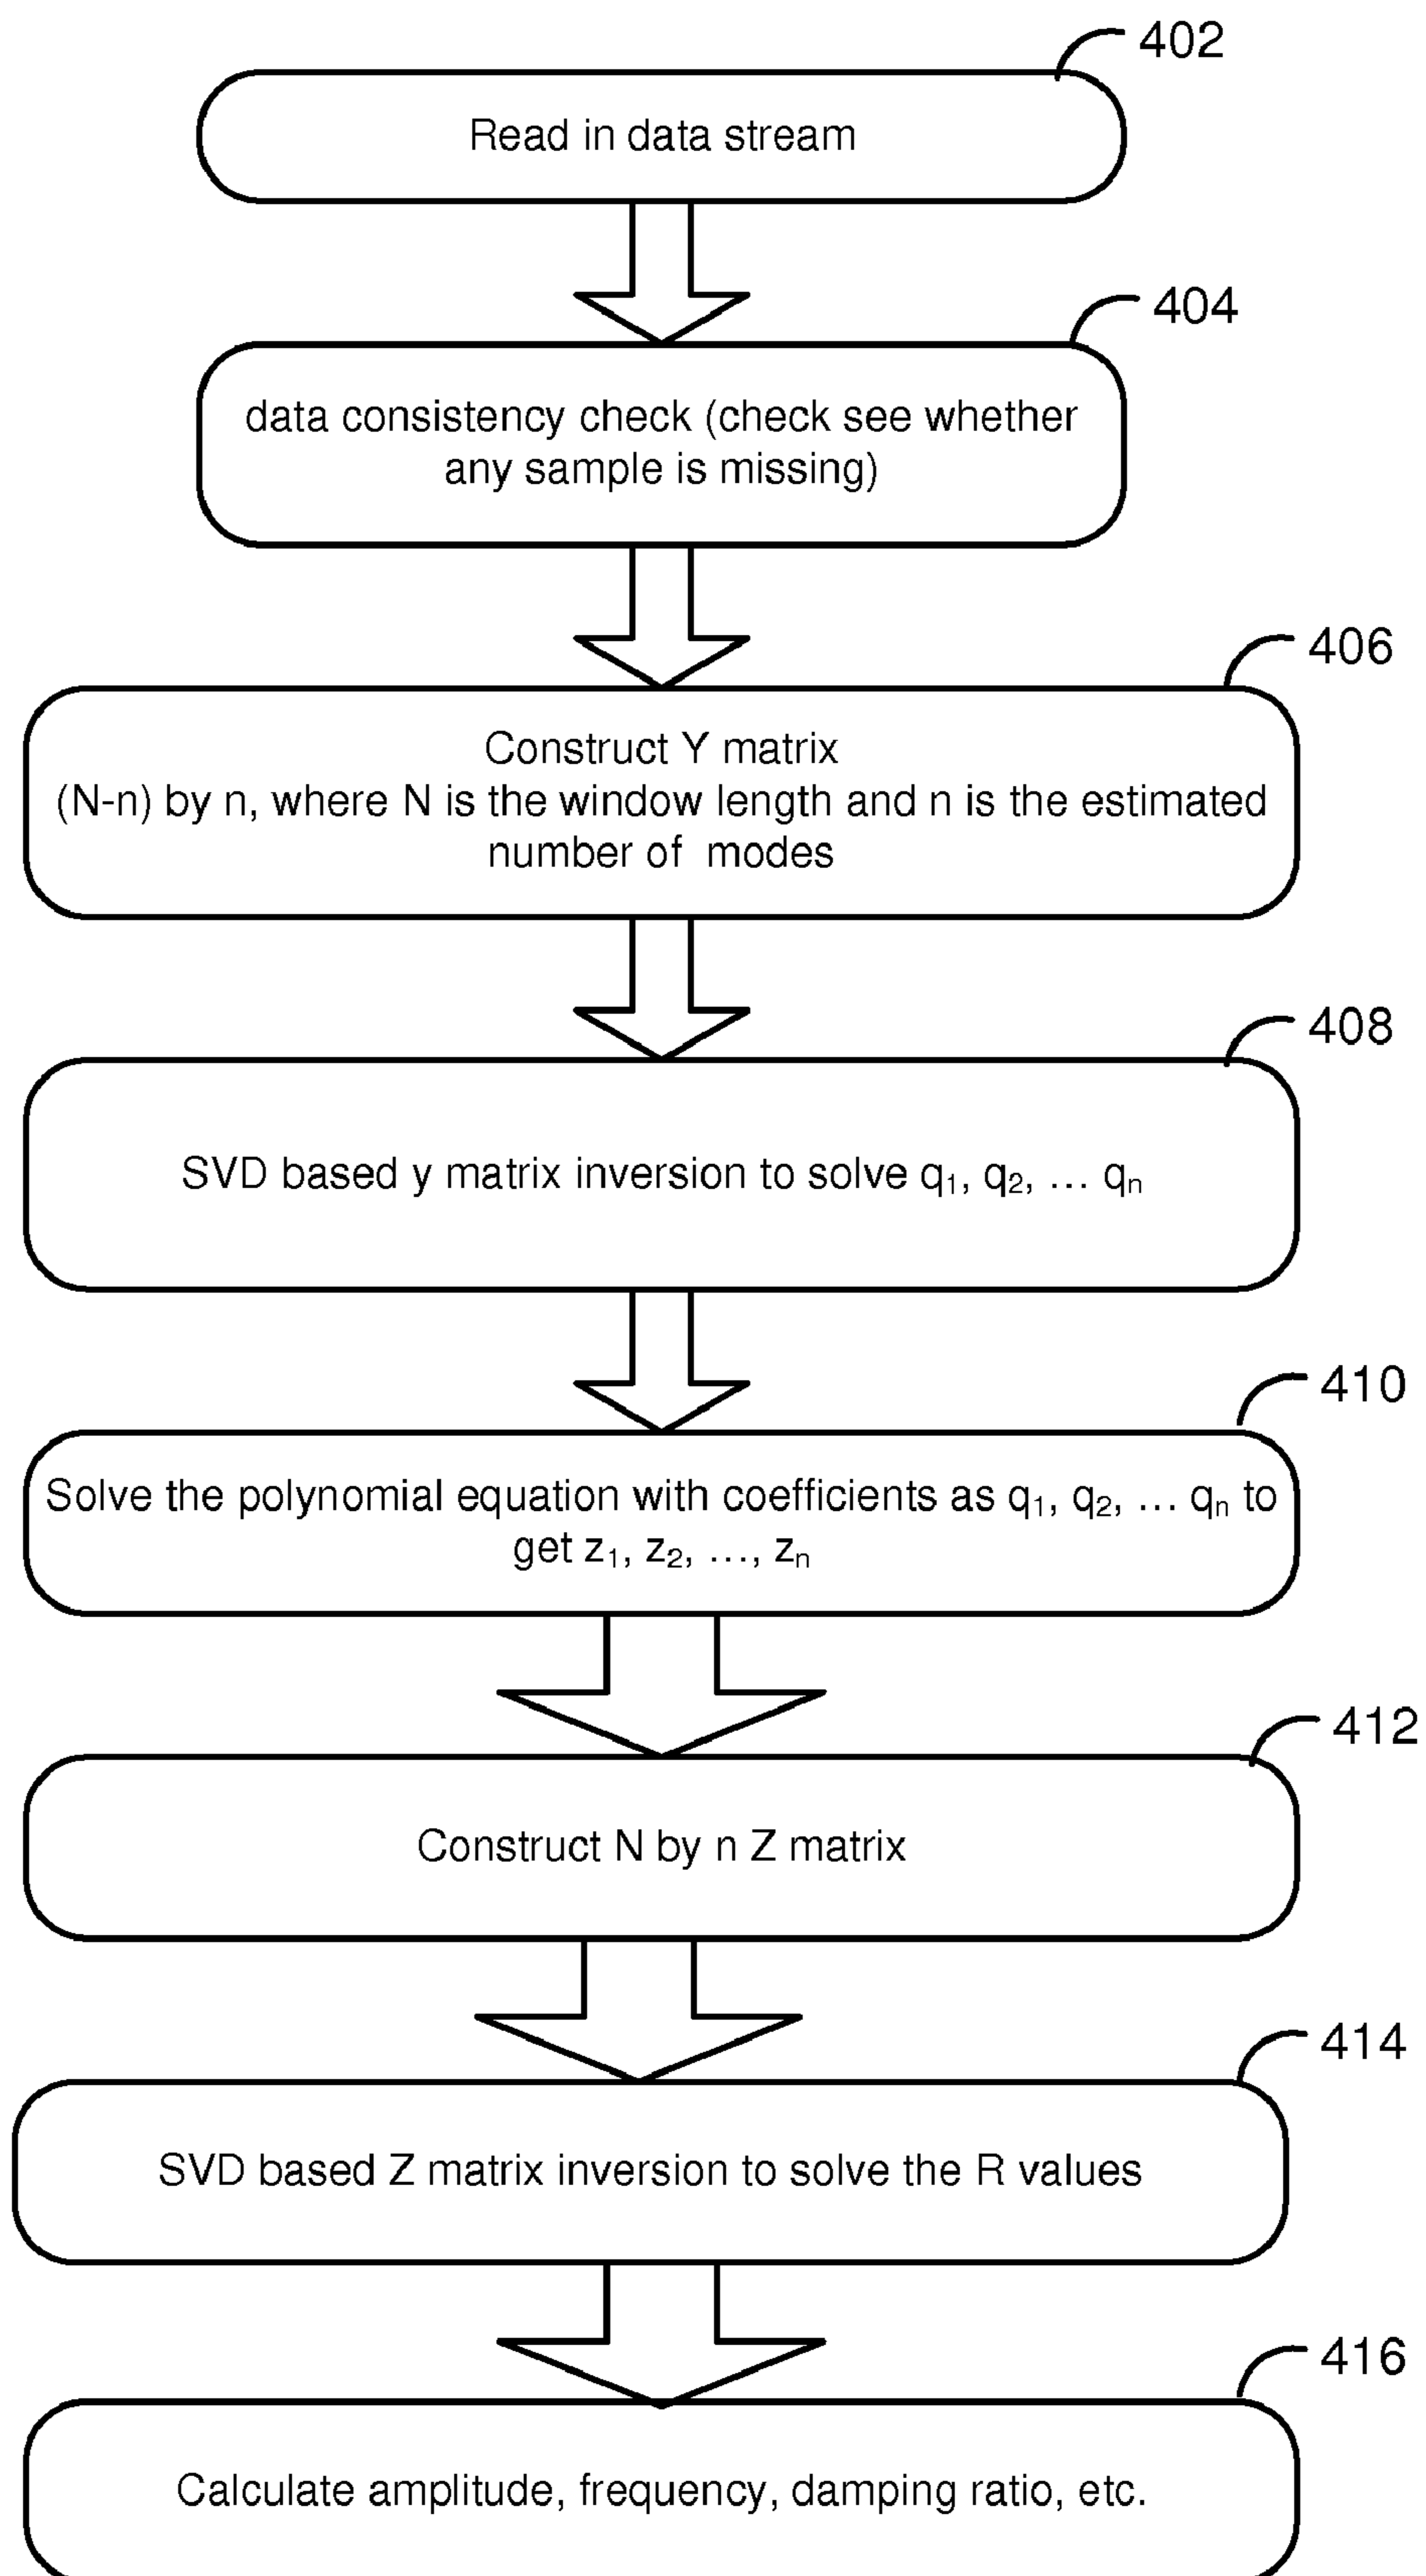 402
Read in data stream
404
data consistency check (check see whether
any sample is missing)
406
Construct Y matrix
(N-n) by n, where N is the window length and n is the estimated
number of modes
408
SVD based y matrix inversion to solve q₁, q₂, ... qₙ
410
Solve the polynomial equation with coefficients as q₁, q₂, ... qₙ to
get z₁, z₂, ..., zₙ
412
Construct N by n Z matrix
414
SVD based Z matrix inversion to solve the R values
416
Calculate amplitude, frequency, damping ratio, etc.